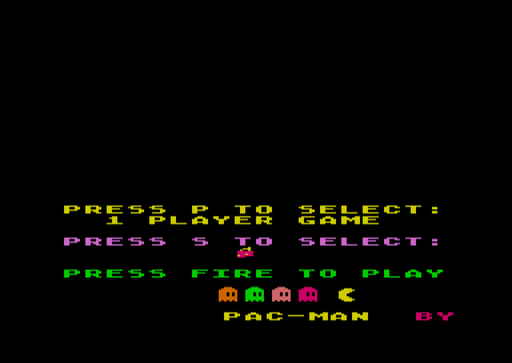 PRESS P TO SELECT:
1 PLAYER GAME
PRESS S TO SELECT:
PRESS FIRE TO PLAY
PAC-MAN BY